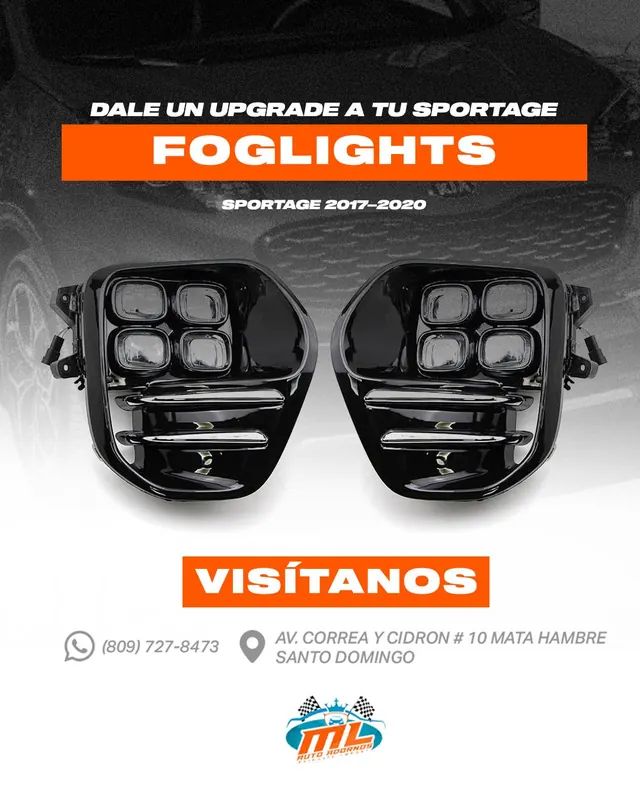 DALE UN UPGRADE A TU SPORTAGE
FOGLIGHTS
SPORTAGE 2017–2020
VISÍTANOS
(809) 727-8473
AV. CORREA Y CIDRON # 10 MATA HAMBRE
SANTO DOMINGO
ML
AUTO ADORNOS